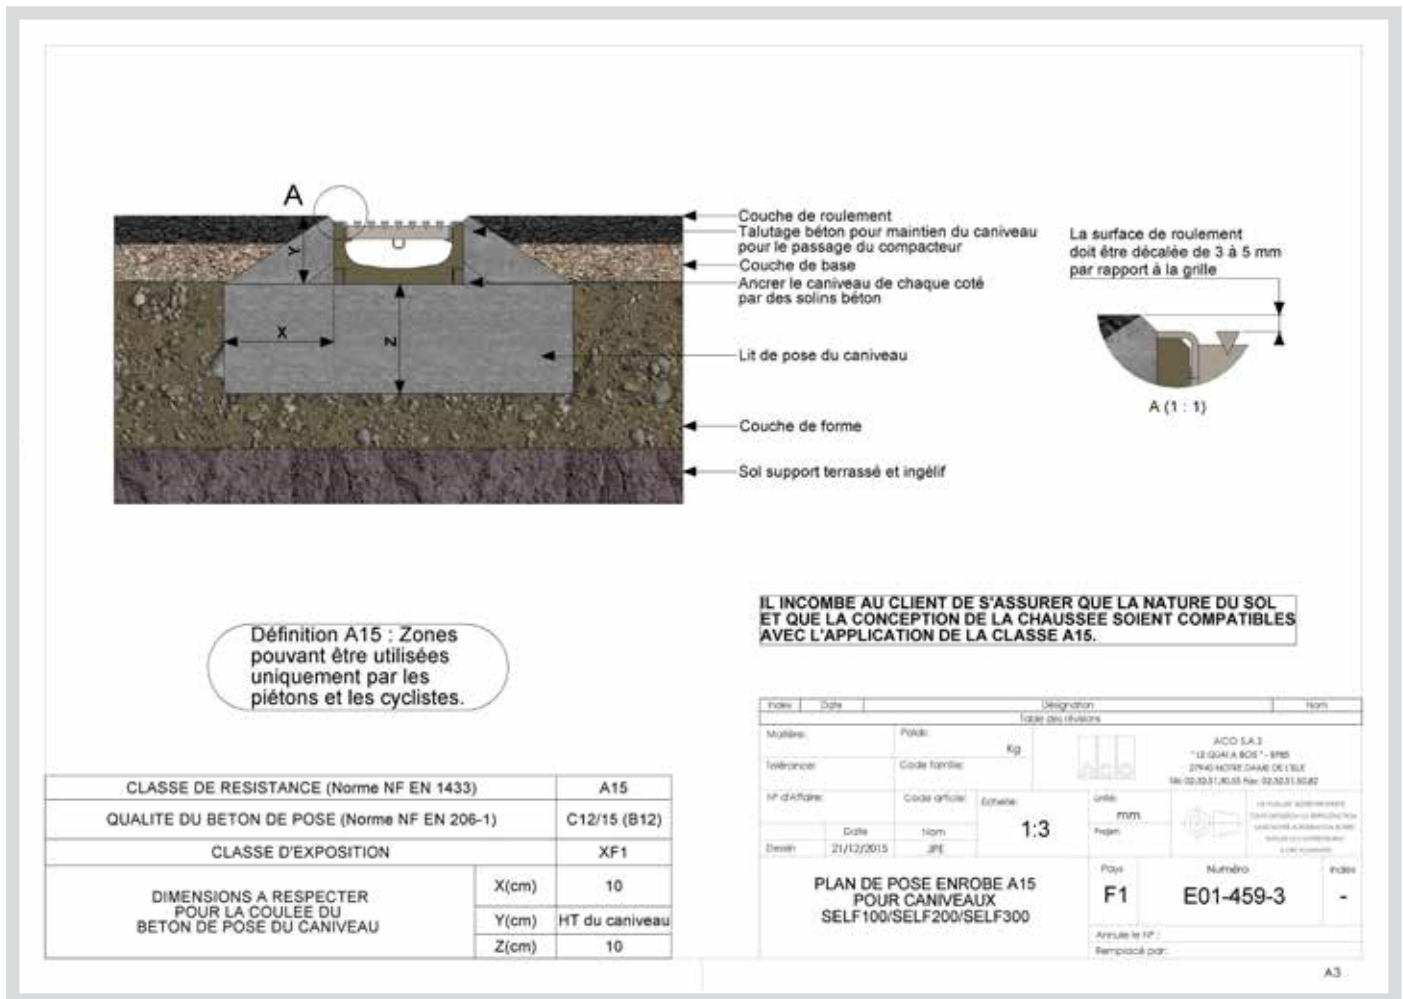 A
Y
X
Z
Couche de roulement
Talutage béton pour maintien du caniveau
pour le passage du compacteur
Couche de base
Ancrer le caniveau de chaque coté
par des solins béton
Lit de pose du caniveau
Couche de forme
Sol support terrassé et ingélif
La surface de roulement
doit être décalée de 3 à 5 mm
par rapport à la grille
A (1 : 1)
Définition A15 : Zones
pouvant être utilisées
uniquement par les
piétons et les cyclistes.
IL INCOMBE AU CLIENT DE S'ASSURER QUE LA NATURE DU SOL
ET QUE LA CONCEPTION DE LA CHAUSSEE SOIENT COMPATIBLES
AVEC L'APPLICATION DE LA CLASSE A15.
CLASSE DE RESISTANCE (Norme NF EN 1433) A15
QUALITE DU BETON DE POSE (Norme NF EN 206-1) C12/15 (B12)
CLASSE D'EXPOSITION XF1
DIMENSIONS A RESPECTER
POUR LA COULEE DU
BETON DE POSE DU CANIVEAU
X(cm) 10
Y(cm) HT du caniveau
Z(cm) 10
Index Date Désignation Nom
Table des révisions
Matière: Poids: Kg
Tolérance: Code famille:
ACO S.A.S
" LE QUAI A BOIS " -
27940 NOTRE DAME DE L'ISLE
N° d'Affaire: Code article: Echelle: 1:3
Unité: mm
Projet:
Date Nom
Dessin 21/12/2015 JPE
PLAN DE POSE ENROBE A15
POUR CANIVEAUX
SELF100/SELF200/SELF300
Pays Numéro Index
F1 E01-459-3 -
Annule le N° :
Remplacé par:
A3